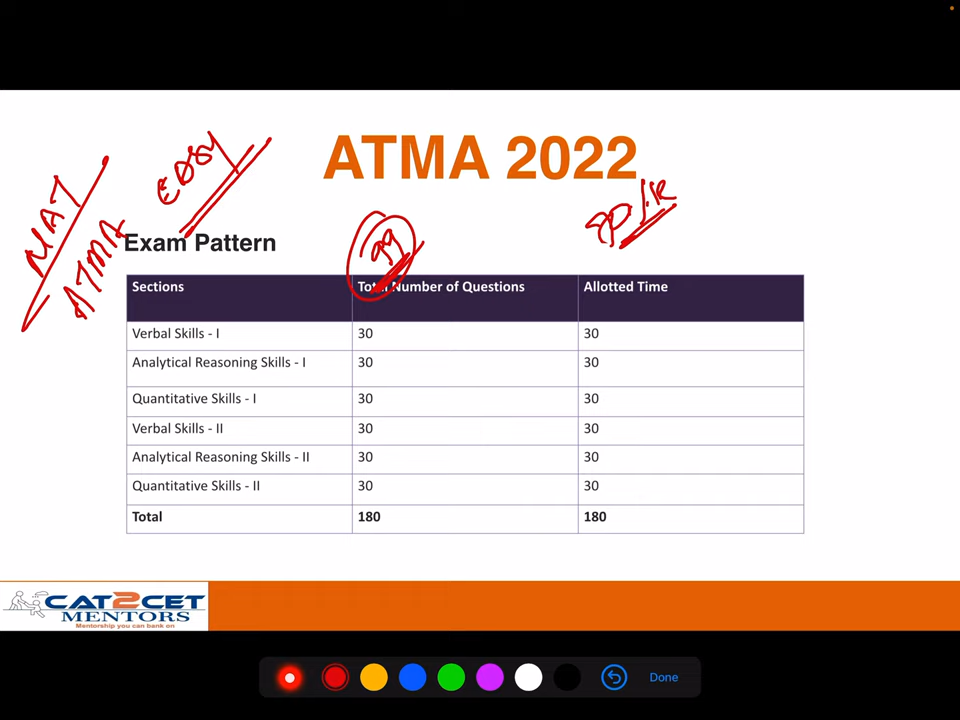 ATMA 2022
MAT
ATMA
EASY
Exam Pattern
99
Sections Total Number of Questions Allotted Time
Verbal Skills - I 30 30
Analytical Reasoning Skills - I 30 30
Quantitative Skills - I 30 30
Verbal Skills - II 30 30
Analytical Reasoning Skills - II 30 30
Quantitative Skills - II 30 30
Total 180 180
CAT2CET
MENTORS
Mentorship you can bank on
Done